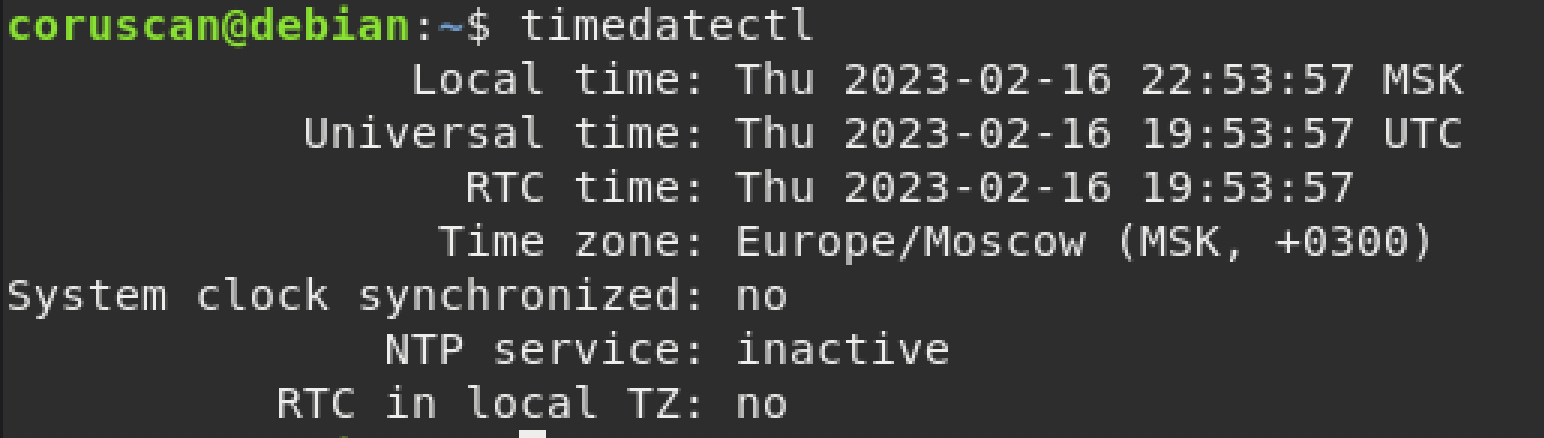 coruscan@debian:~$ timedatectl
Local time: Thu 2023-02-16 22:53:57 MSK
Universal time: Thu 2023-02-16 19:53:57 UTC
RTC time: Thu 2023-02-16 19:53:57
Time zone: Europe/Moscow (MSK, +0300)
System clock synchronized: no
NTP service: inactive
RTC in local TZ: no